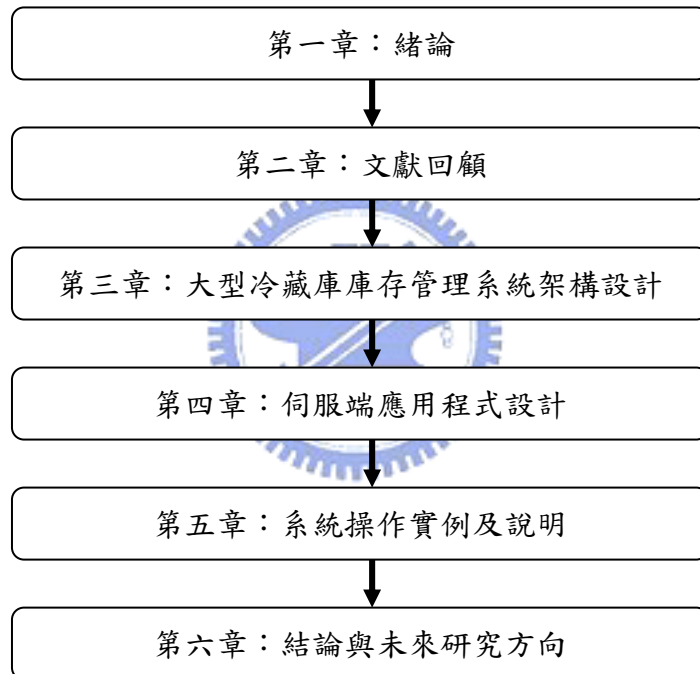 第一章：緒論
第二章：文獻回顧
第三章：大型冷藏庫庫存管理系統架構設計
第四章：伺服端應用程式設計
第五章：系統操作實例及說明
第六章：結論與未來研究方向